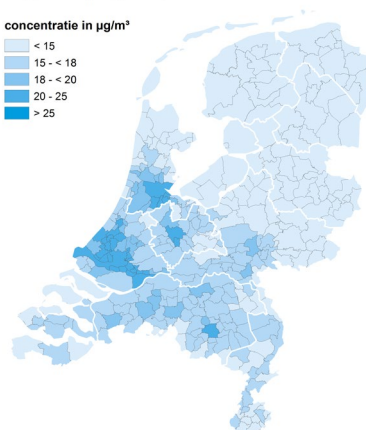 concentratie in µg/m³
< 15
15 - < 18
18 - < 20
20 - 25
> 25